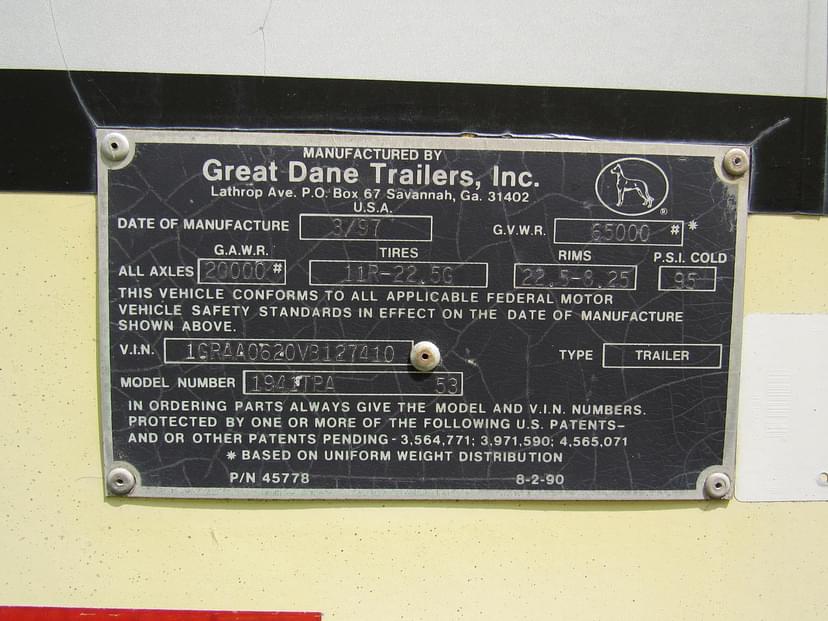 MANUFACTURED BY
Great Dane Trailers, Inc.
Lathrop Ave. P.O. Box 67 Savannah, Ga. 31402
U.S.A.
DATE OF MANUFACTURE 3/97 G.V.W.R. 65000 # *
G.A.W.R. TIRES RIMS P.S.I. COLD
ALL AXLES 20000 # 11R-22.5G 22.5-8.25 95
THIS VEHICLE CONFORMS TO ALL APPLICABLE FEDERAL MOTOR
VEHICLE SAFETY STANDARDS IN EFFECT ON THE DATE OF MANUFACTURE
SHOWN ABOVE.
V.I.N. 1GRAA0620VB127410 TYPE TRAILER
MODEL NUMBER 1941TPA 53
IN ORDERING PARTS ALWAYS GIVE THE MODEL AND V.I.N. NUMBERS.
PROTECTED BY ONE OR MORE OF THE FOLLOWING U.S. PATENTS-
AND OR OTHER PATENTS PENDING - 3,564,771; 3,971,590; 4,565,071
* BASED ON UNIFORM WEIGHT DISTRIBUTION
P/N 45778 8-2-90